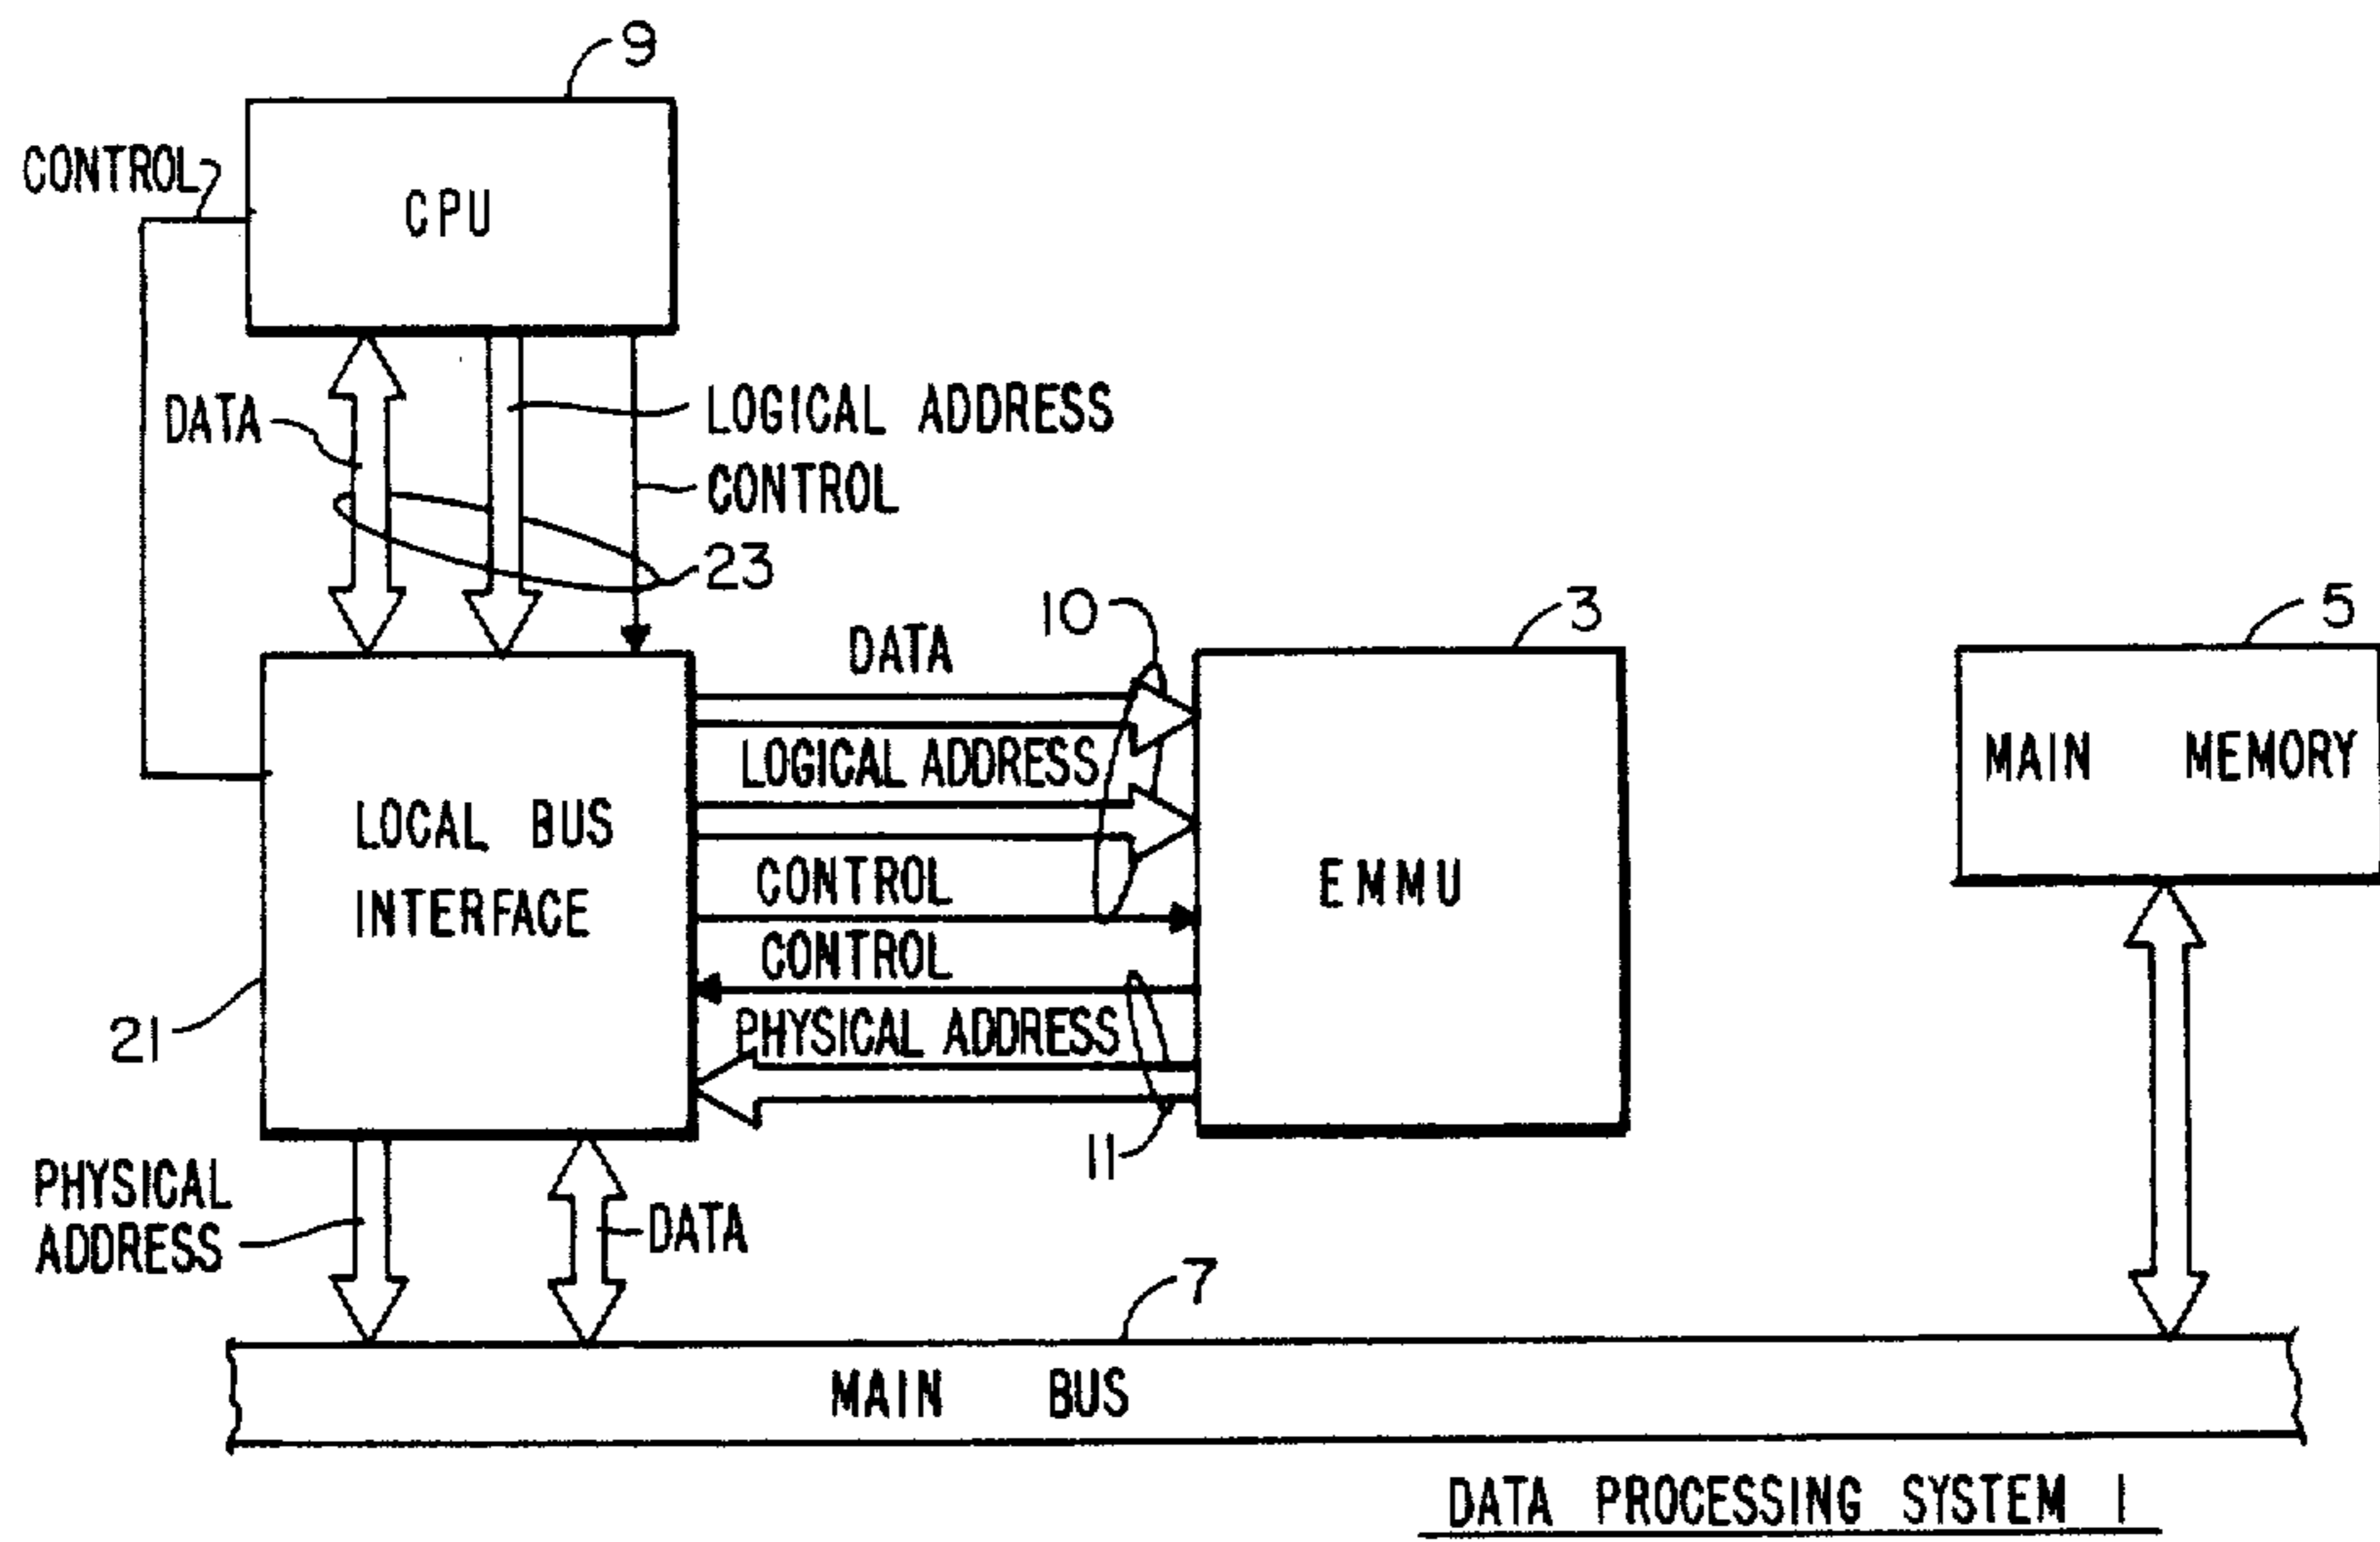 9
CONTROL
CPU
DATA
LOGICAL ADDRESS
CONTROL
23
10
3
5
DATA
LOGICAL ADDRESS
MAIN MEMORY
LOCAL BUS
INTERFACE
CONTROL
EMMU
CONTROL
PHYSICAL ADDRESS
21
11
PHYSICAL
ADDRESS
DATA
7
MAIN BUS
DATA PROCESSING SYSTEM 1